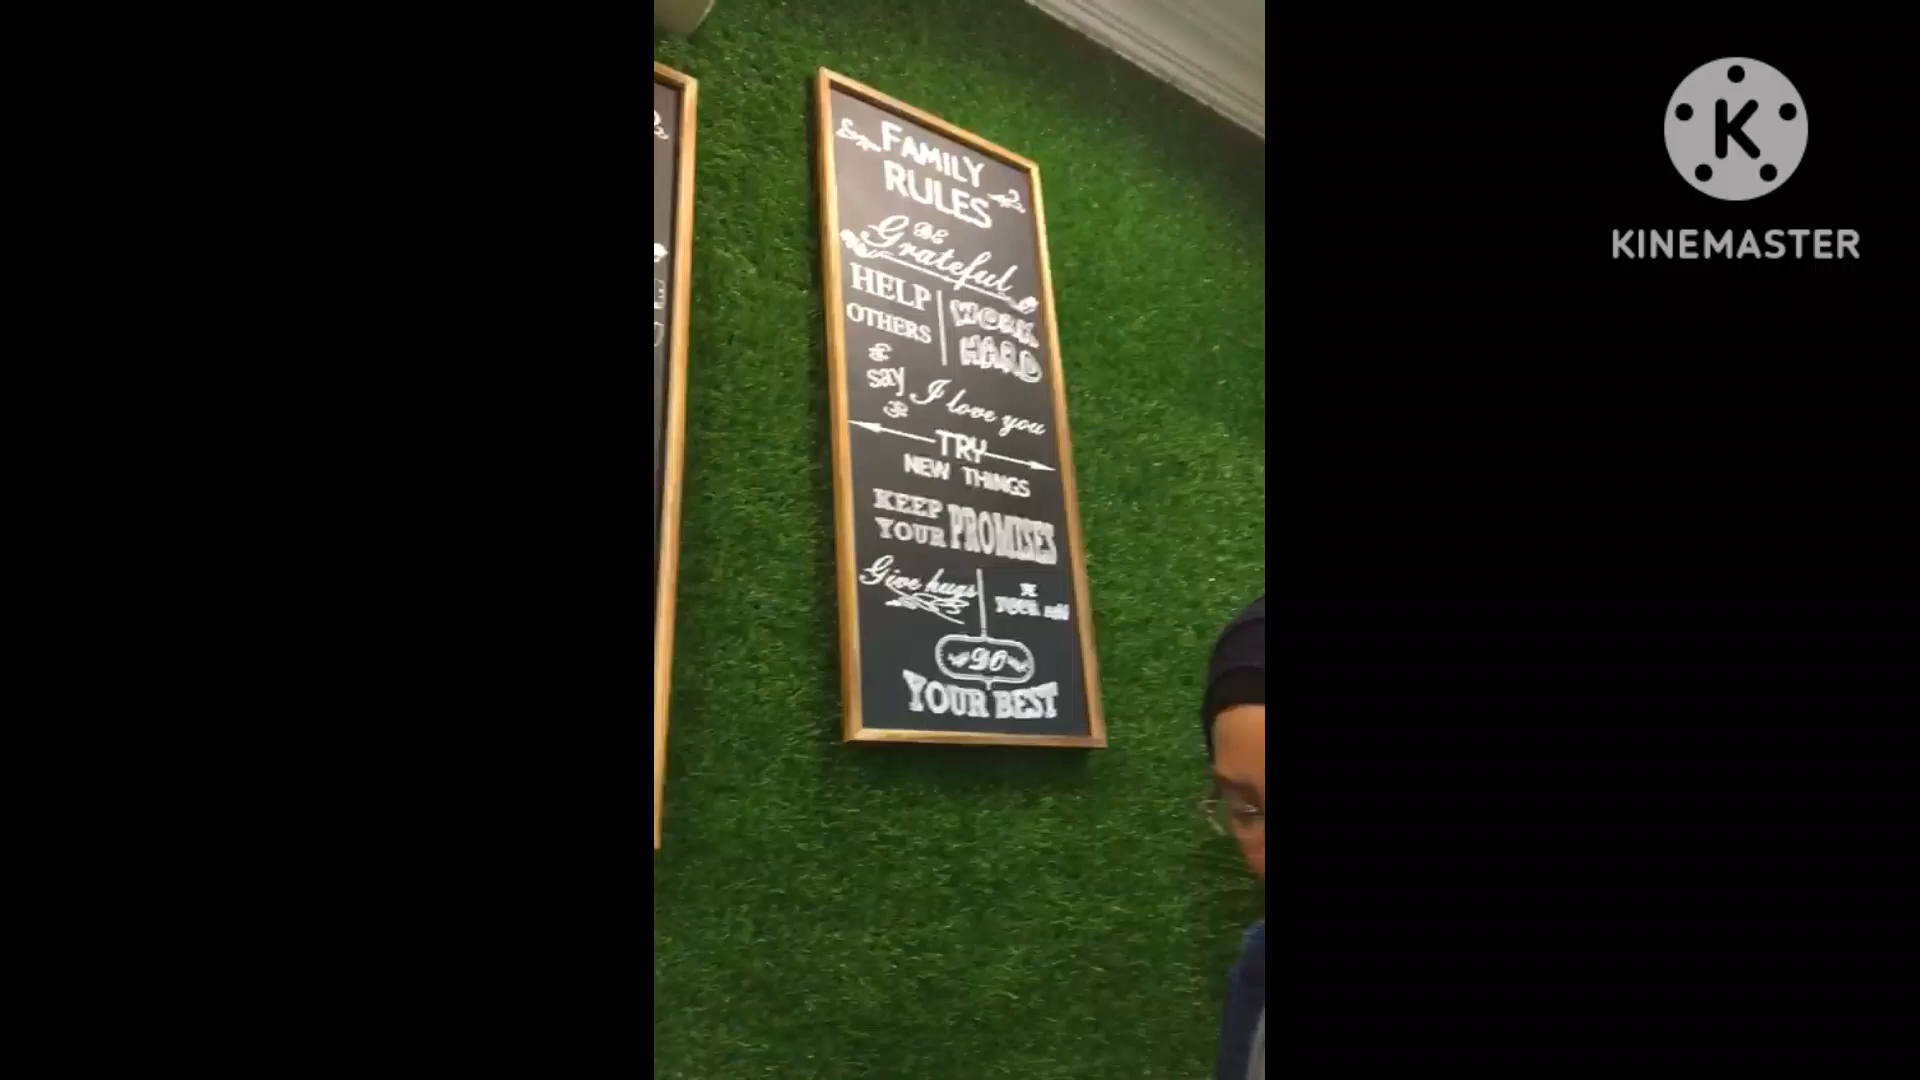 FAMILY
RULES
BE
Grateful
HELP
OTHERS
WORK
HARD
say I love you
TRY
NEW THINGS
KEEP
YOUR PROMISES
Give hugs
DO
YOUR BEST
K
KINEMASTER